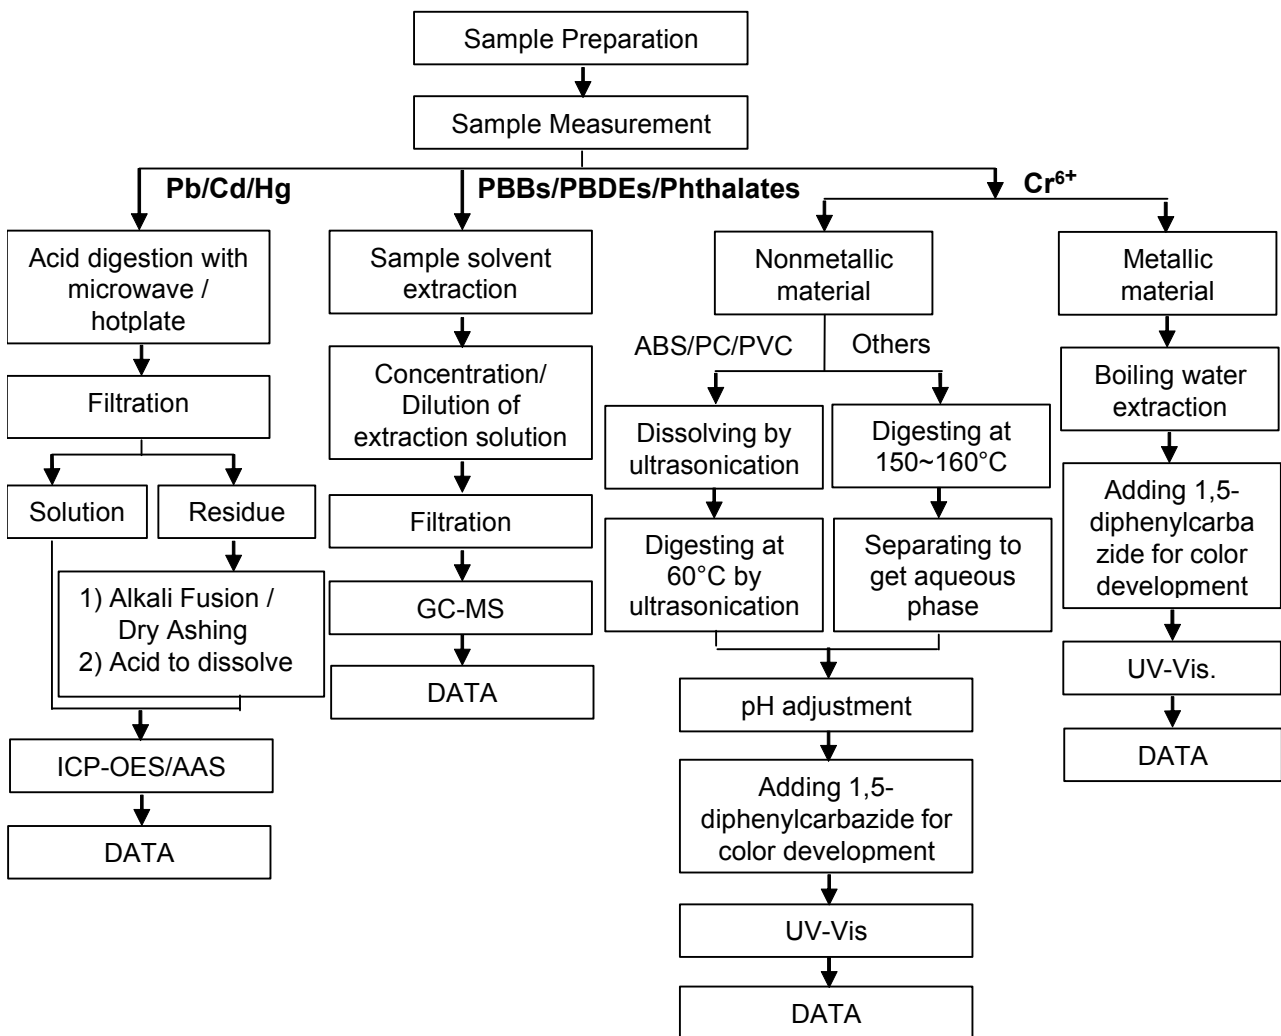 Sample Preparation
Sample Measurement
Pb/Cd/Hg
PBBs/PBDEs/Phthalates
Cr6+
Acid digestion with
microwave /
hotplate
Filtration
Solution
Residue
1) Alkali Fusion /
Dry Ashing
2) Acid to dissolve
ICP-OES/AAS
DATA
Sample solvent
extraction
Concentration/
Dilution of
extraction solution
Filtration
GC-MS
DATA
Nonmetallic
material
ABS/PC/PVC
Others
Dissolving by
ultrasonication
Digesting at
60°C by
ultrasonication
Digesting at
150~160°C
Separating to
get aqueous
phase
pH adjustment
Adding 1,5-
diphenylcarbazide for
color development
UV-Vis
DATA
Metallic
material
Boiling water
extraction
Adding 1,5-
diphenylcarba
zide for color
development
UV-Vis.
DATA